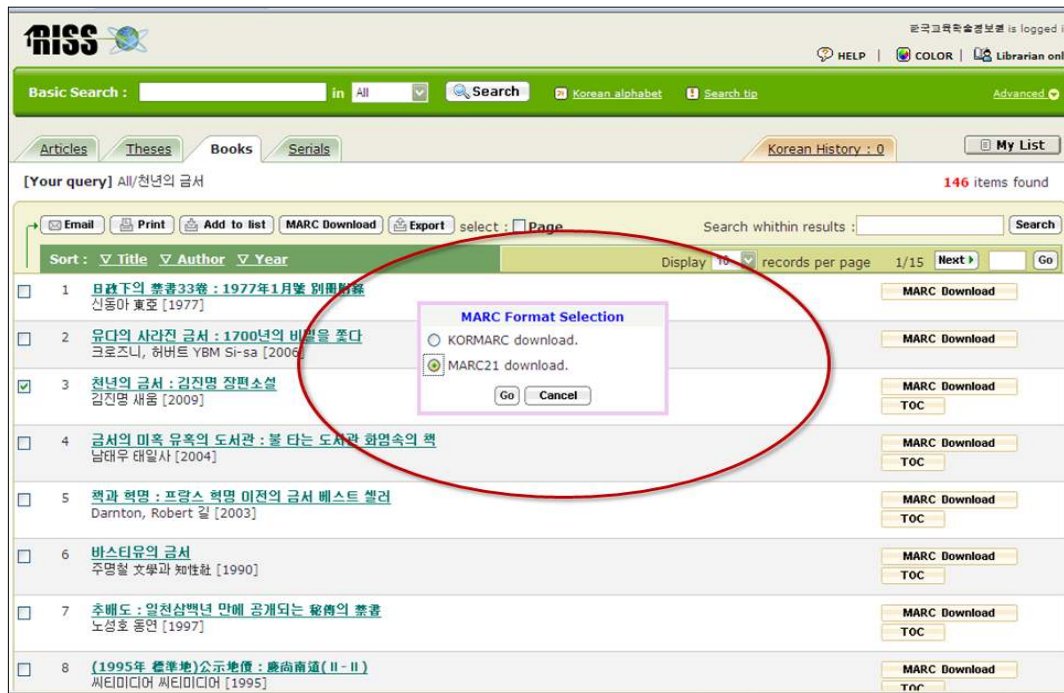 RISS
한국교육학술정보원 is logged i
HELP | COLOR | Librarian onl
Basic Search : in All Search Korean alphabet Search tip Advanced
Articles Theses Books Serials Korean History : 0 My List
[Your query] All/천년의 금서 146 items found
Email Print Add to list MARC Download Export select : Page Search whithin results : Search
Sort : ▽ Title ▽ Author ▽ Year Display 10 records per page 1/15 Next Go
1 日政下의 禁書33卷 : 1977年1月號 別冊附錄 MARC Download
신동아 東亞 [1977]
MARC Format Selection
KORMARC download.
MARC21 download.
Go Cancel
2 유다의 사라진 금서 : 1700년의 비밀을 쫓다 MARC Download
크로즈니, 허버트 YBM Si-sa [2006]
3 천년의 금서 : 김진명 장편소설 MARC Download
김진명 새움 [2009] TOC
4 금서의 미혹 유혹의 도서관 : 불 타는 도서관 화염속의 책 MARC Download
남태우 태일사 [2004] TOC
5 책과 혁명 : 프랑스 혁명 이전의 금서 베스트 셀러 MARC Download
Darnton, Robert 길 [2003] TOC
6 바스티유의 금서 MARC Download
주명철 文學과 知性社 [1990] TOC
7 추배도 : 일천삼백년 만에 공개되는 秘傳의 禁書 MARC Download
노성호 동연 [1997] TOC
8 (1995年 標準地)公示地價 : 慶尙南道(Ⅱ-Ⅱ) MARC Download
씨티미디어 씨티미디어 [1995] TOC